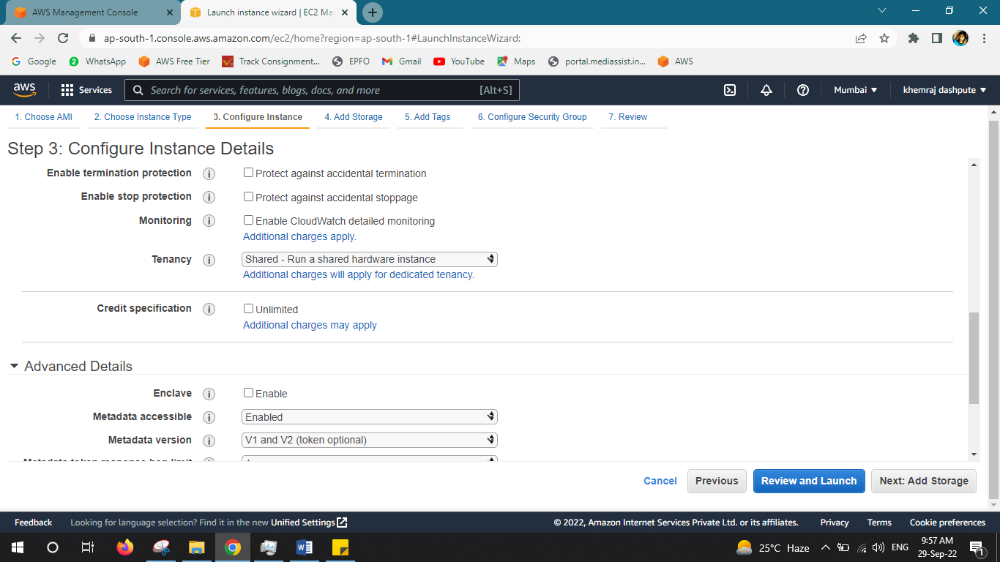 AWS Management Console
Launch instance wizard | EC2 Ma
ap-south-1.console.aws.amazon.com/ec2/home?region=ap-south-1#LaunchInstanceWizard:
Google
2
WhatsApp
AWS Free Tier
Track Consignment...
EPFO
Gmail
YouTube
Maps
portal.mediassist.in...
AWS
aws
Services
Search for services, features, blogs, docs, and more
[Alt+S]
Mumbai
khemraj dashpute
1. Choose AMI
2. Choose Instance Type
3. Configure Instance
4. Add Storage
5. Add Tags
6. Configure Security Group
7. Review
Step 3: Configure Instance Details
Enable termination protection
Protect against accidental termination
Enable stop protection
Protect against accidental stoppage
Monitoring
Enable CloudWatch detailed monitoring
Additional charges apply.
Tenancy
Shared - Run a shared hardware instance
Additional charges will apply for dedicated tenancy.
Credit specification
Unlimited
Additional charges may apply
Advanced Details
Enclave
Enable
Metadata accessible
Enabled
Metadata version
V1 and V2 (token optional)
Metadata token response hop limit
Cancel
Previous
Review and Launch
Next: Add Storage
Feedback
Looking for language selection? Find it in the new Unified Settings
© 2022, Amazon Internet Services Private Ltd. or its affiliates.
Privacy
Terms
Cookie preferences
25°C Haze
ENG
9:57 AM
29-Sep-22
1